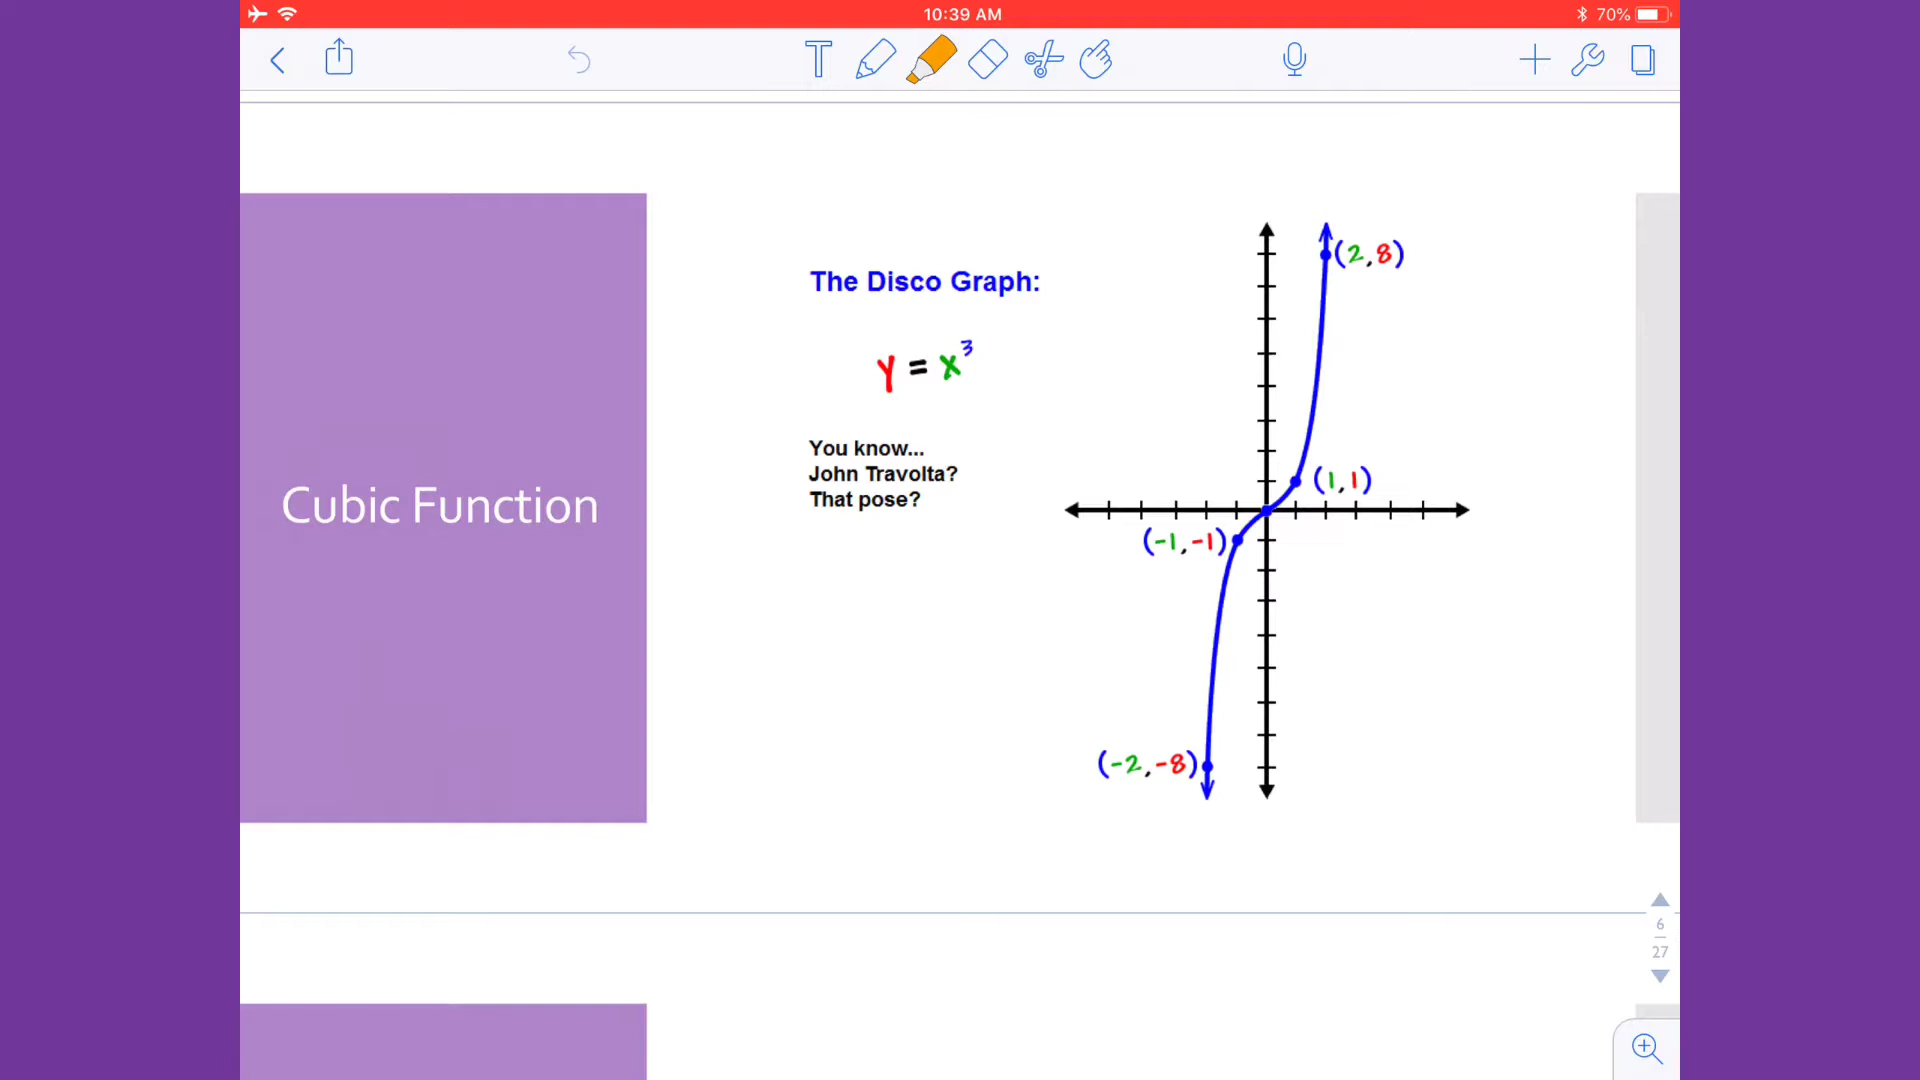 10:39 AM
70%
T
Cubic Function
The Disco Graph:
y = x³
You know...
John Travolta?
That pose?
(2,8)
(1,1)
(-1,-1)
(-2,-8)
6
27